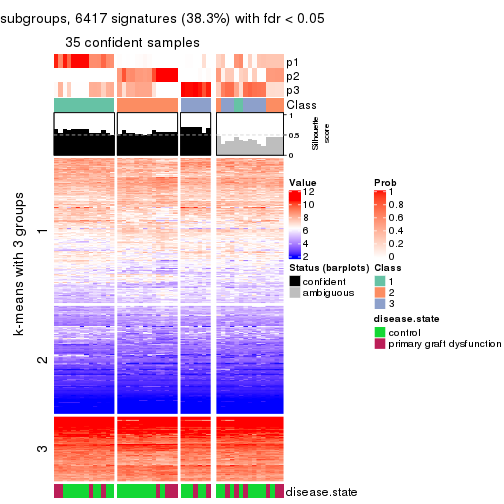 subgroups, 6417 signatures (38.3%) with fdr < 0.05
35 confident samples
p1
p2
p3
Class
1
0.5
0
Silhouette
score
k-means with 3 groups
1
2
3
disease.state
Value
12
10
8
6
4
2
Prob
1
0.8
0.6
0.4
0.2
0
Status (barplots)
confident
ambiguous
Class
1
2
3
disease.state
control
primary graft dysfunction